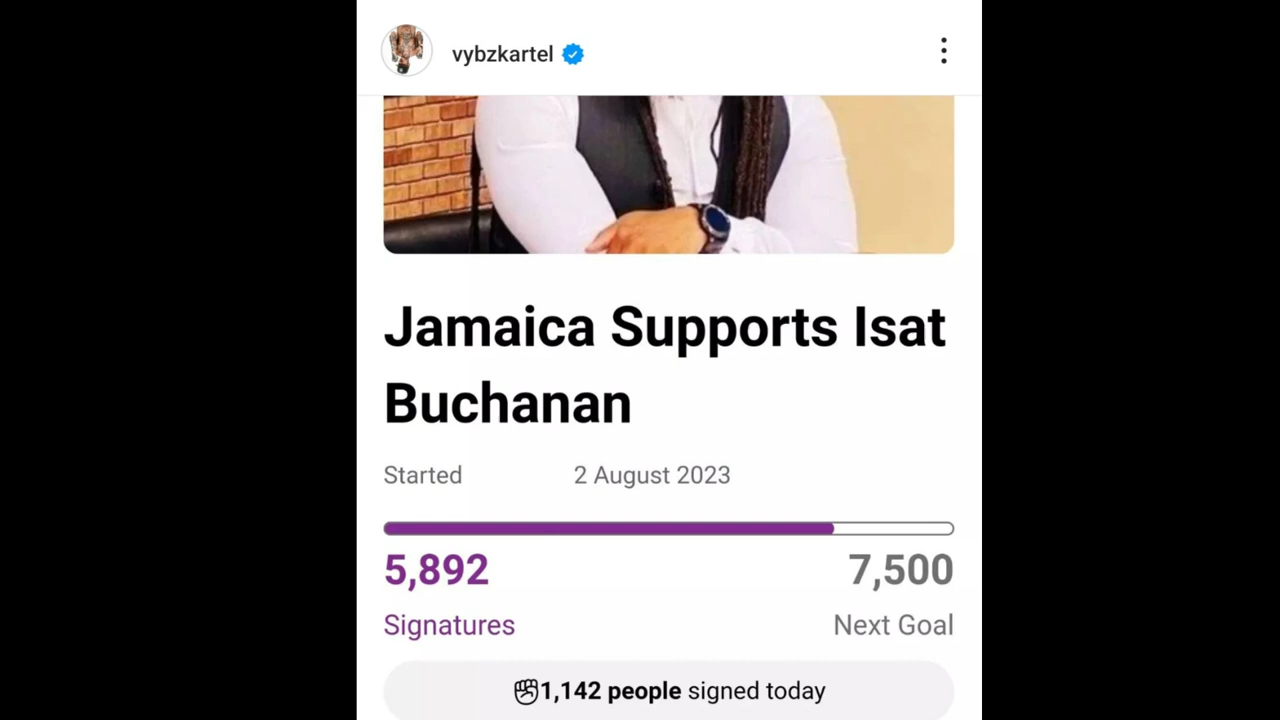 vybzkartel
Jamaica Supports Isat
Buchanan
Started 2 August 2023
5,892 7,500
Signatures Next Goal
1,142 people signed today